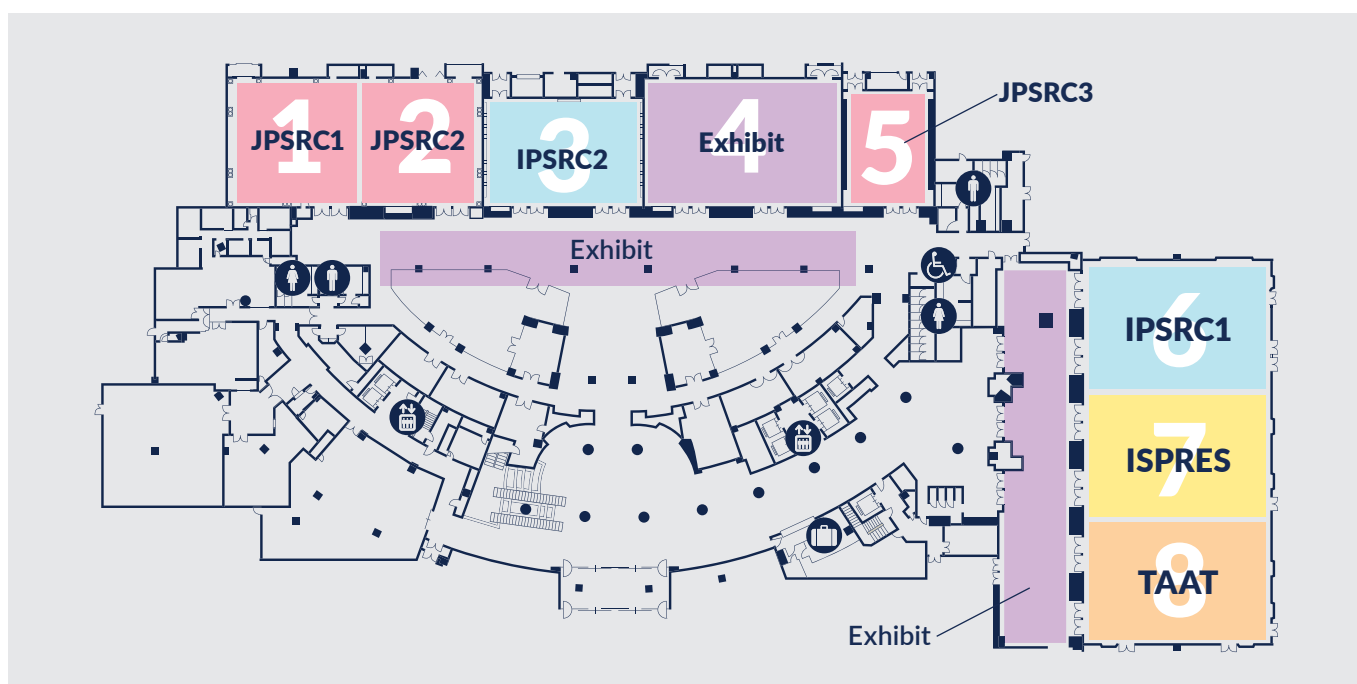 1
JPSRC1
2
JPSRC2
3
IPSRC2
4
Exhibit
5
JPSRC3
Exhibit
6
IPSRC1
7
ISPRES
8
TAAT
Exhibit